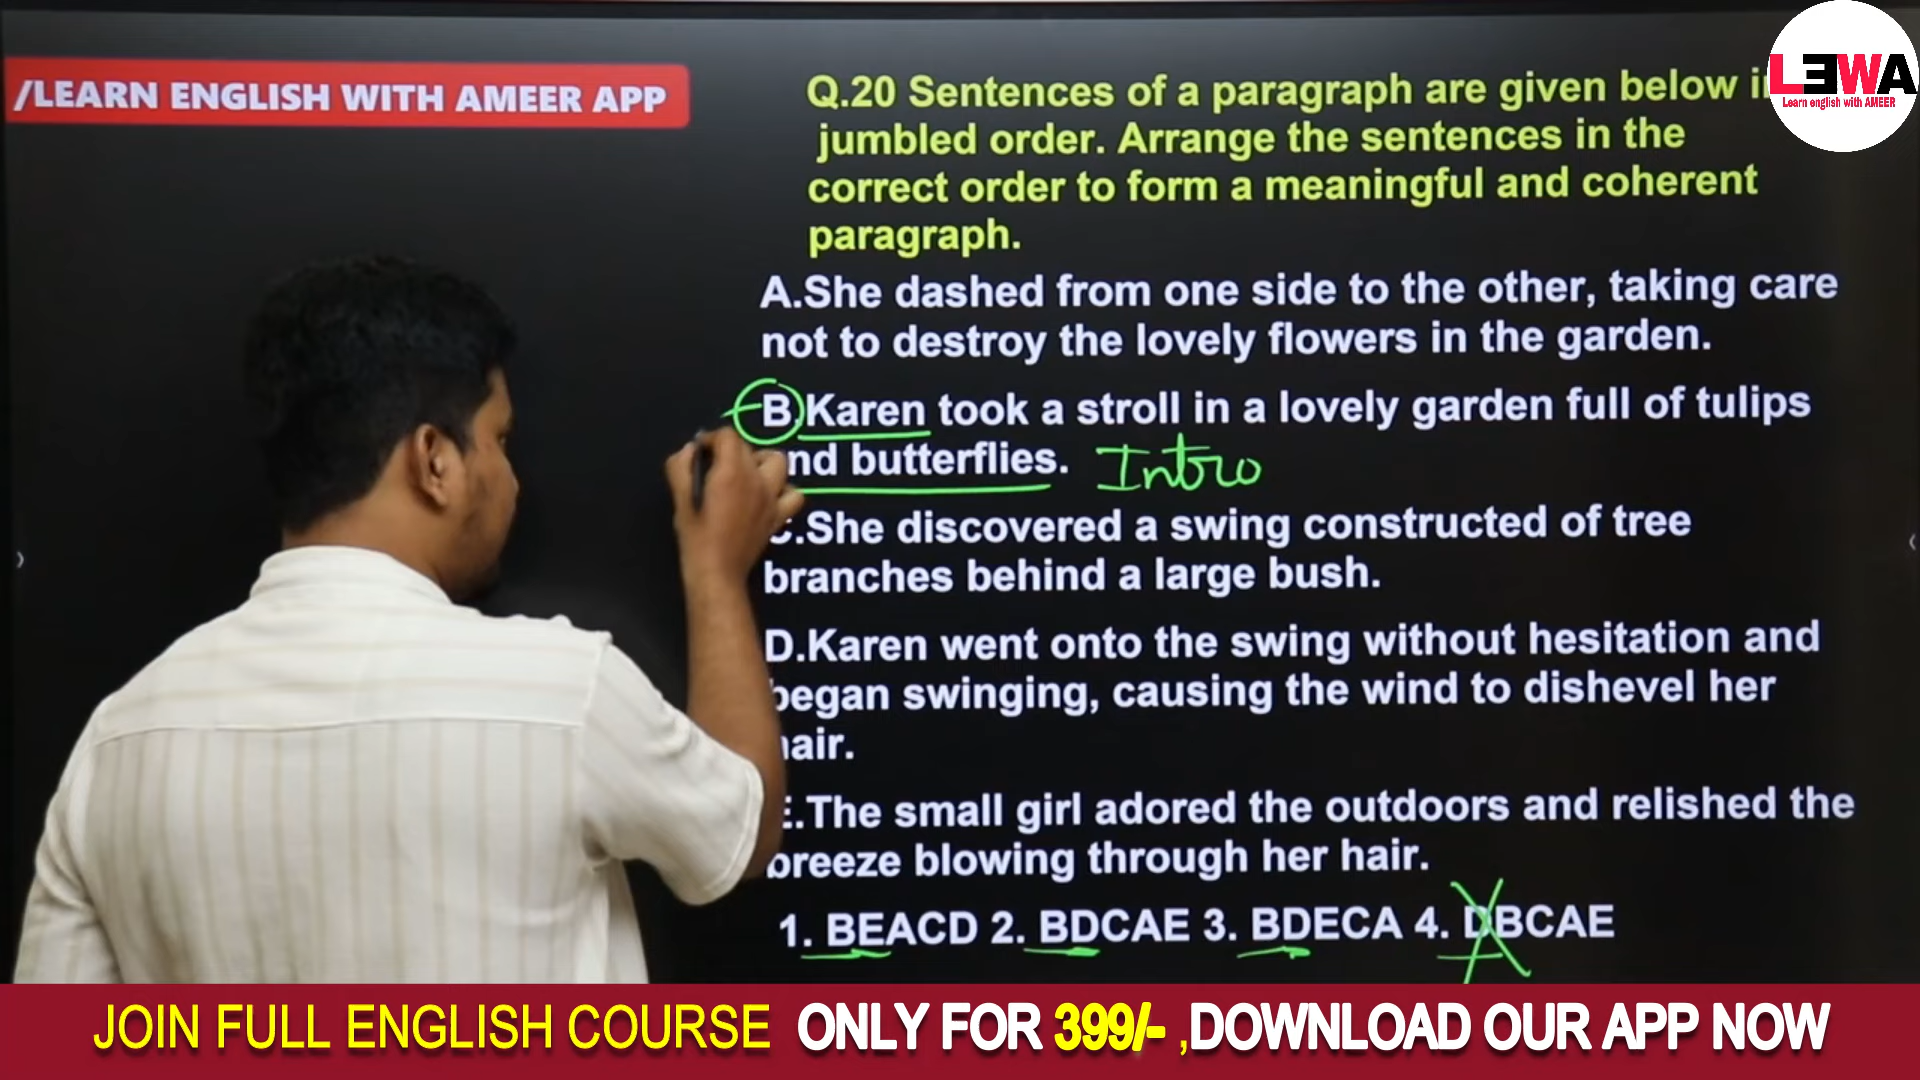 /LEARN ENGLISH WITH AMEER APP
LEWA
Learn english with AMEER
Q.20 Sentences of a paragraph are given below
jumbled order. Arrange the sentences in the
correct order to form a meaningful and coherent
paragraph.
A.She dashed from one side to the other, taking care
not to destroy the lovely flowers in the garden.
B.Karen took a stroll in a lovely garden full of tulips
nd butterflies. Intro
C.She discovered a swing constructed of tree
branches behind a large bush.
D.Karen went onto the swing without hesitation and
began swinging, causing the wind to dishevel her
hair.
E.The small girl adored the outdoors and relished the
breeze blowing through her hair.
1. BEACD 2. BDCAE 3. BDECA 4. DBCAE
JOIN FULL ENGLISH COURSE ONLY FOR 399/- ,DOWNLOAD OUR APP NOW